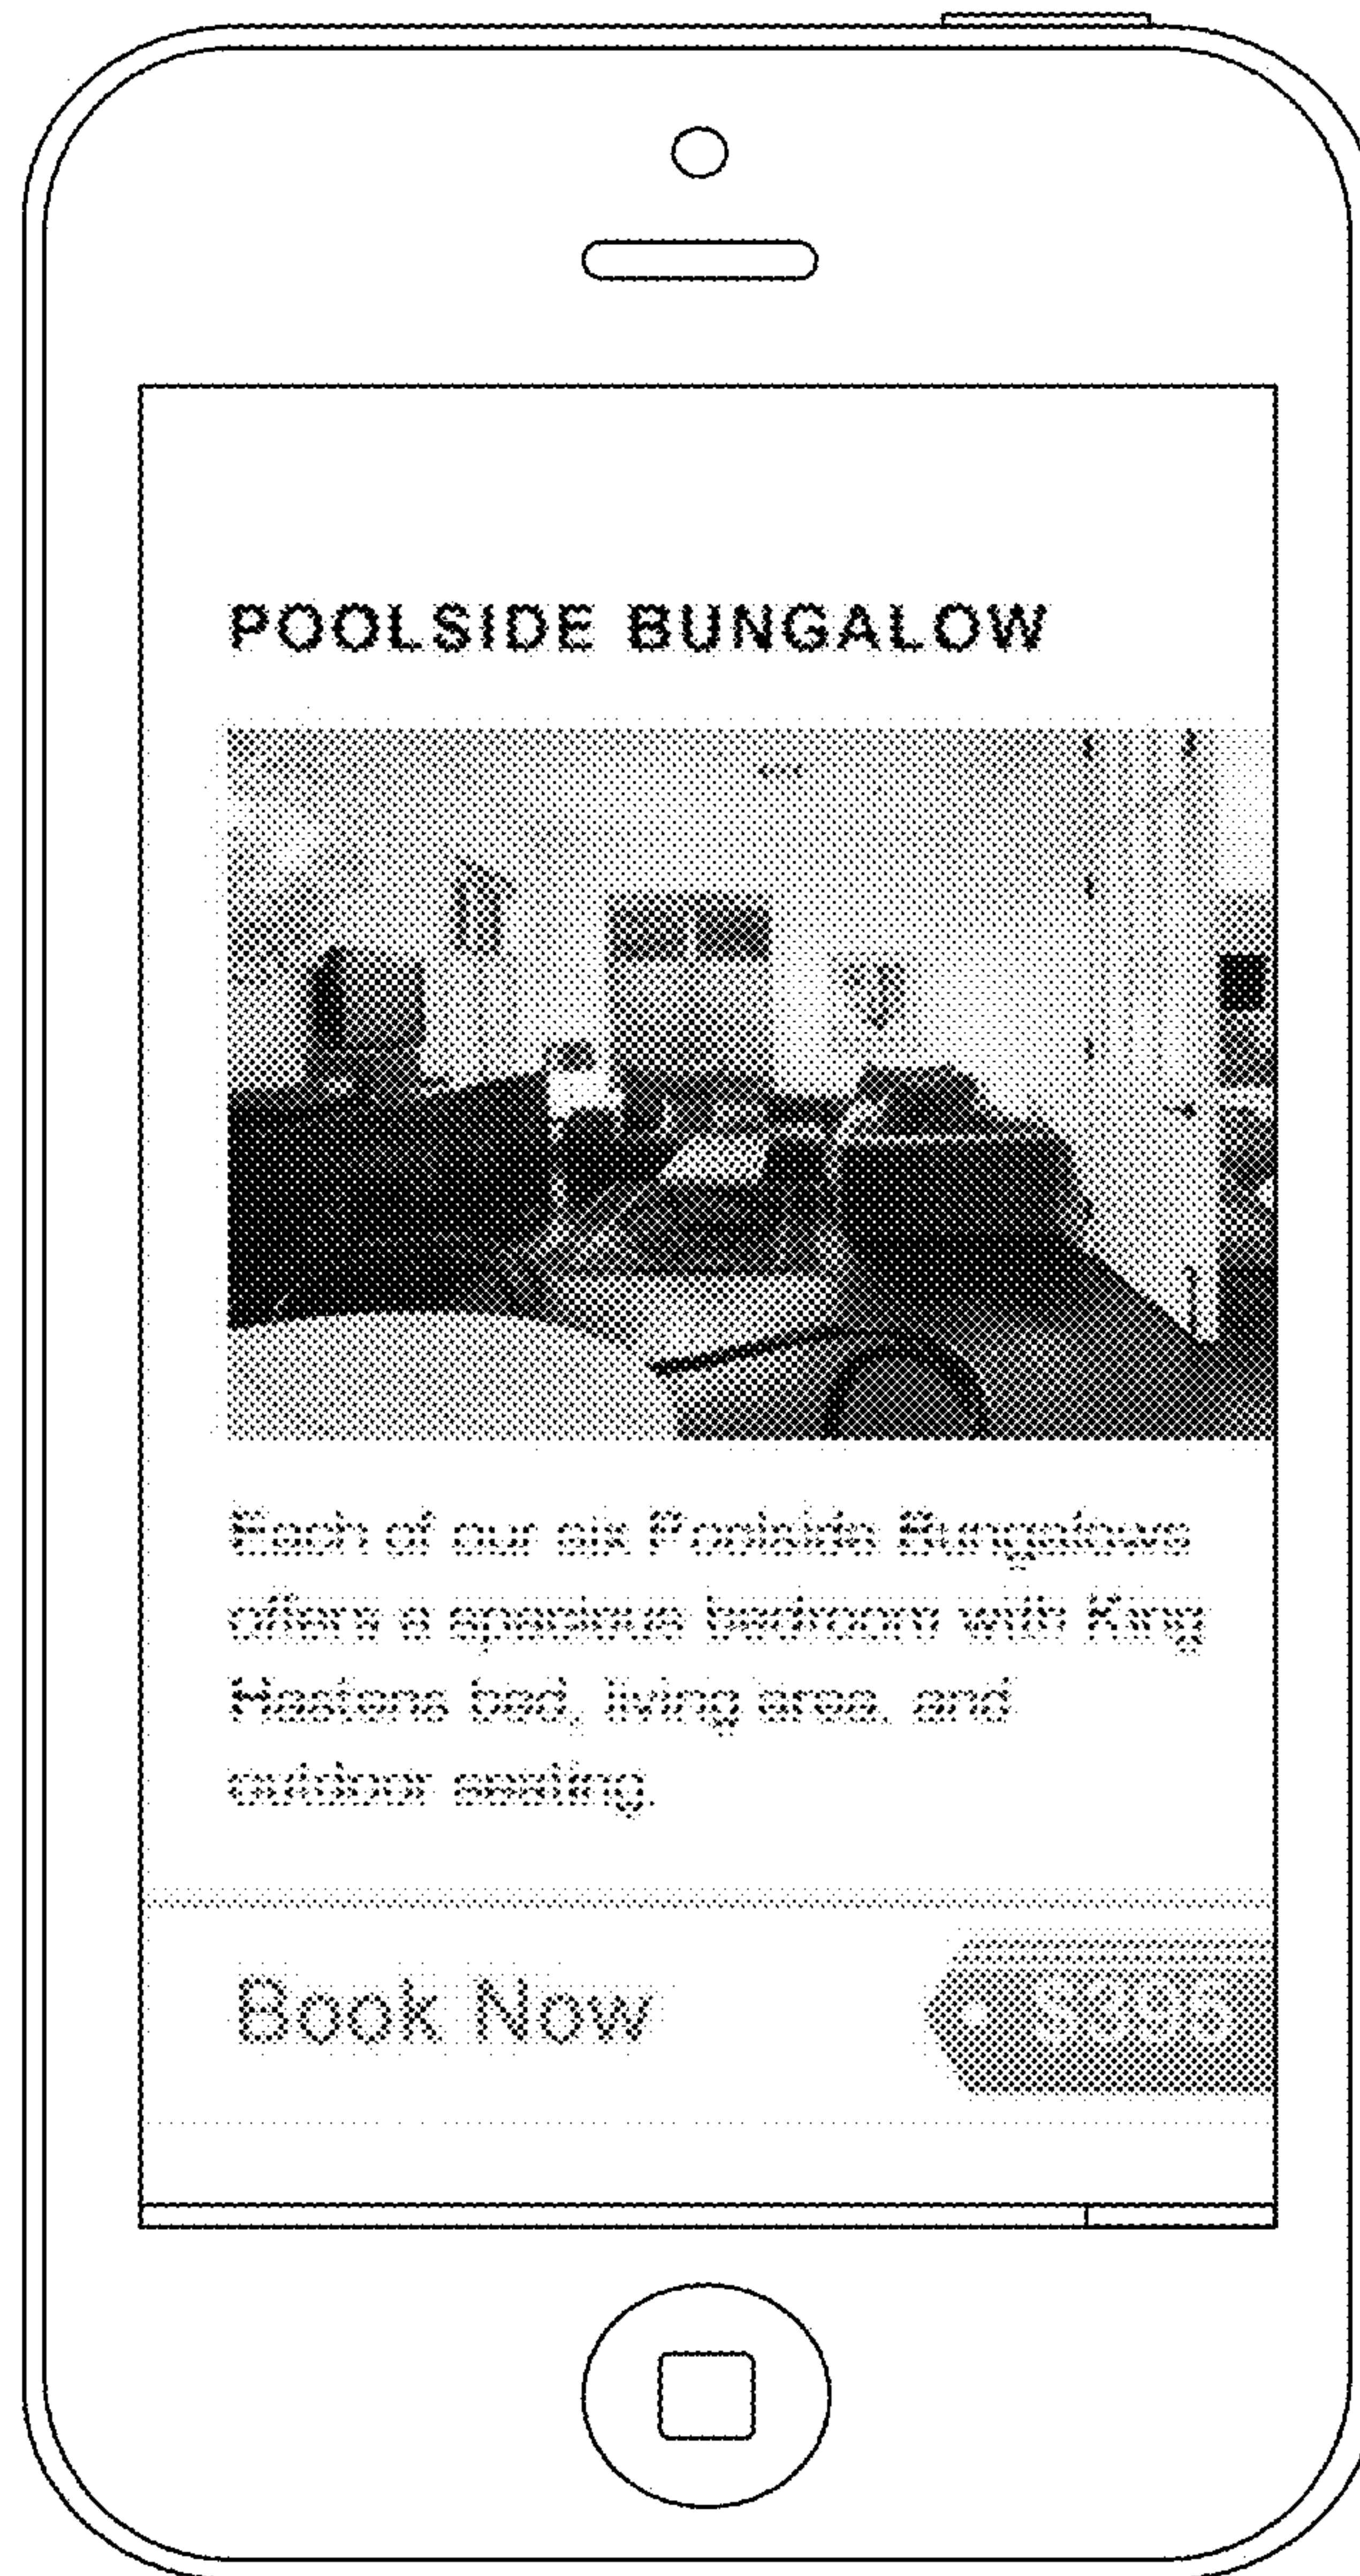 POOLSIDE BUNGALOW
Each of our six Poolside Bungalows
offers a spacious bedroom with King
Hastens bed, living area, and
outdoor seating.
Book Now
$395